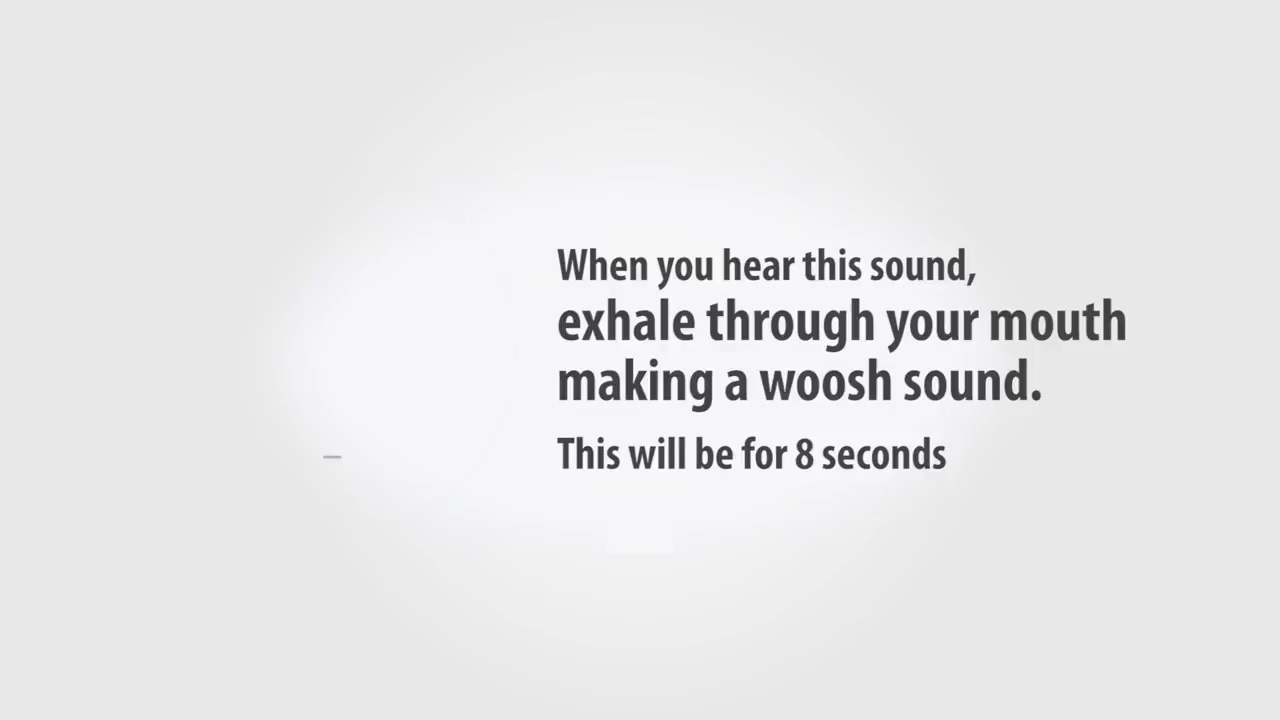 When you hear this sound,
exhale through your mouth
making a woosh sound.
This will be for 8 seconds